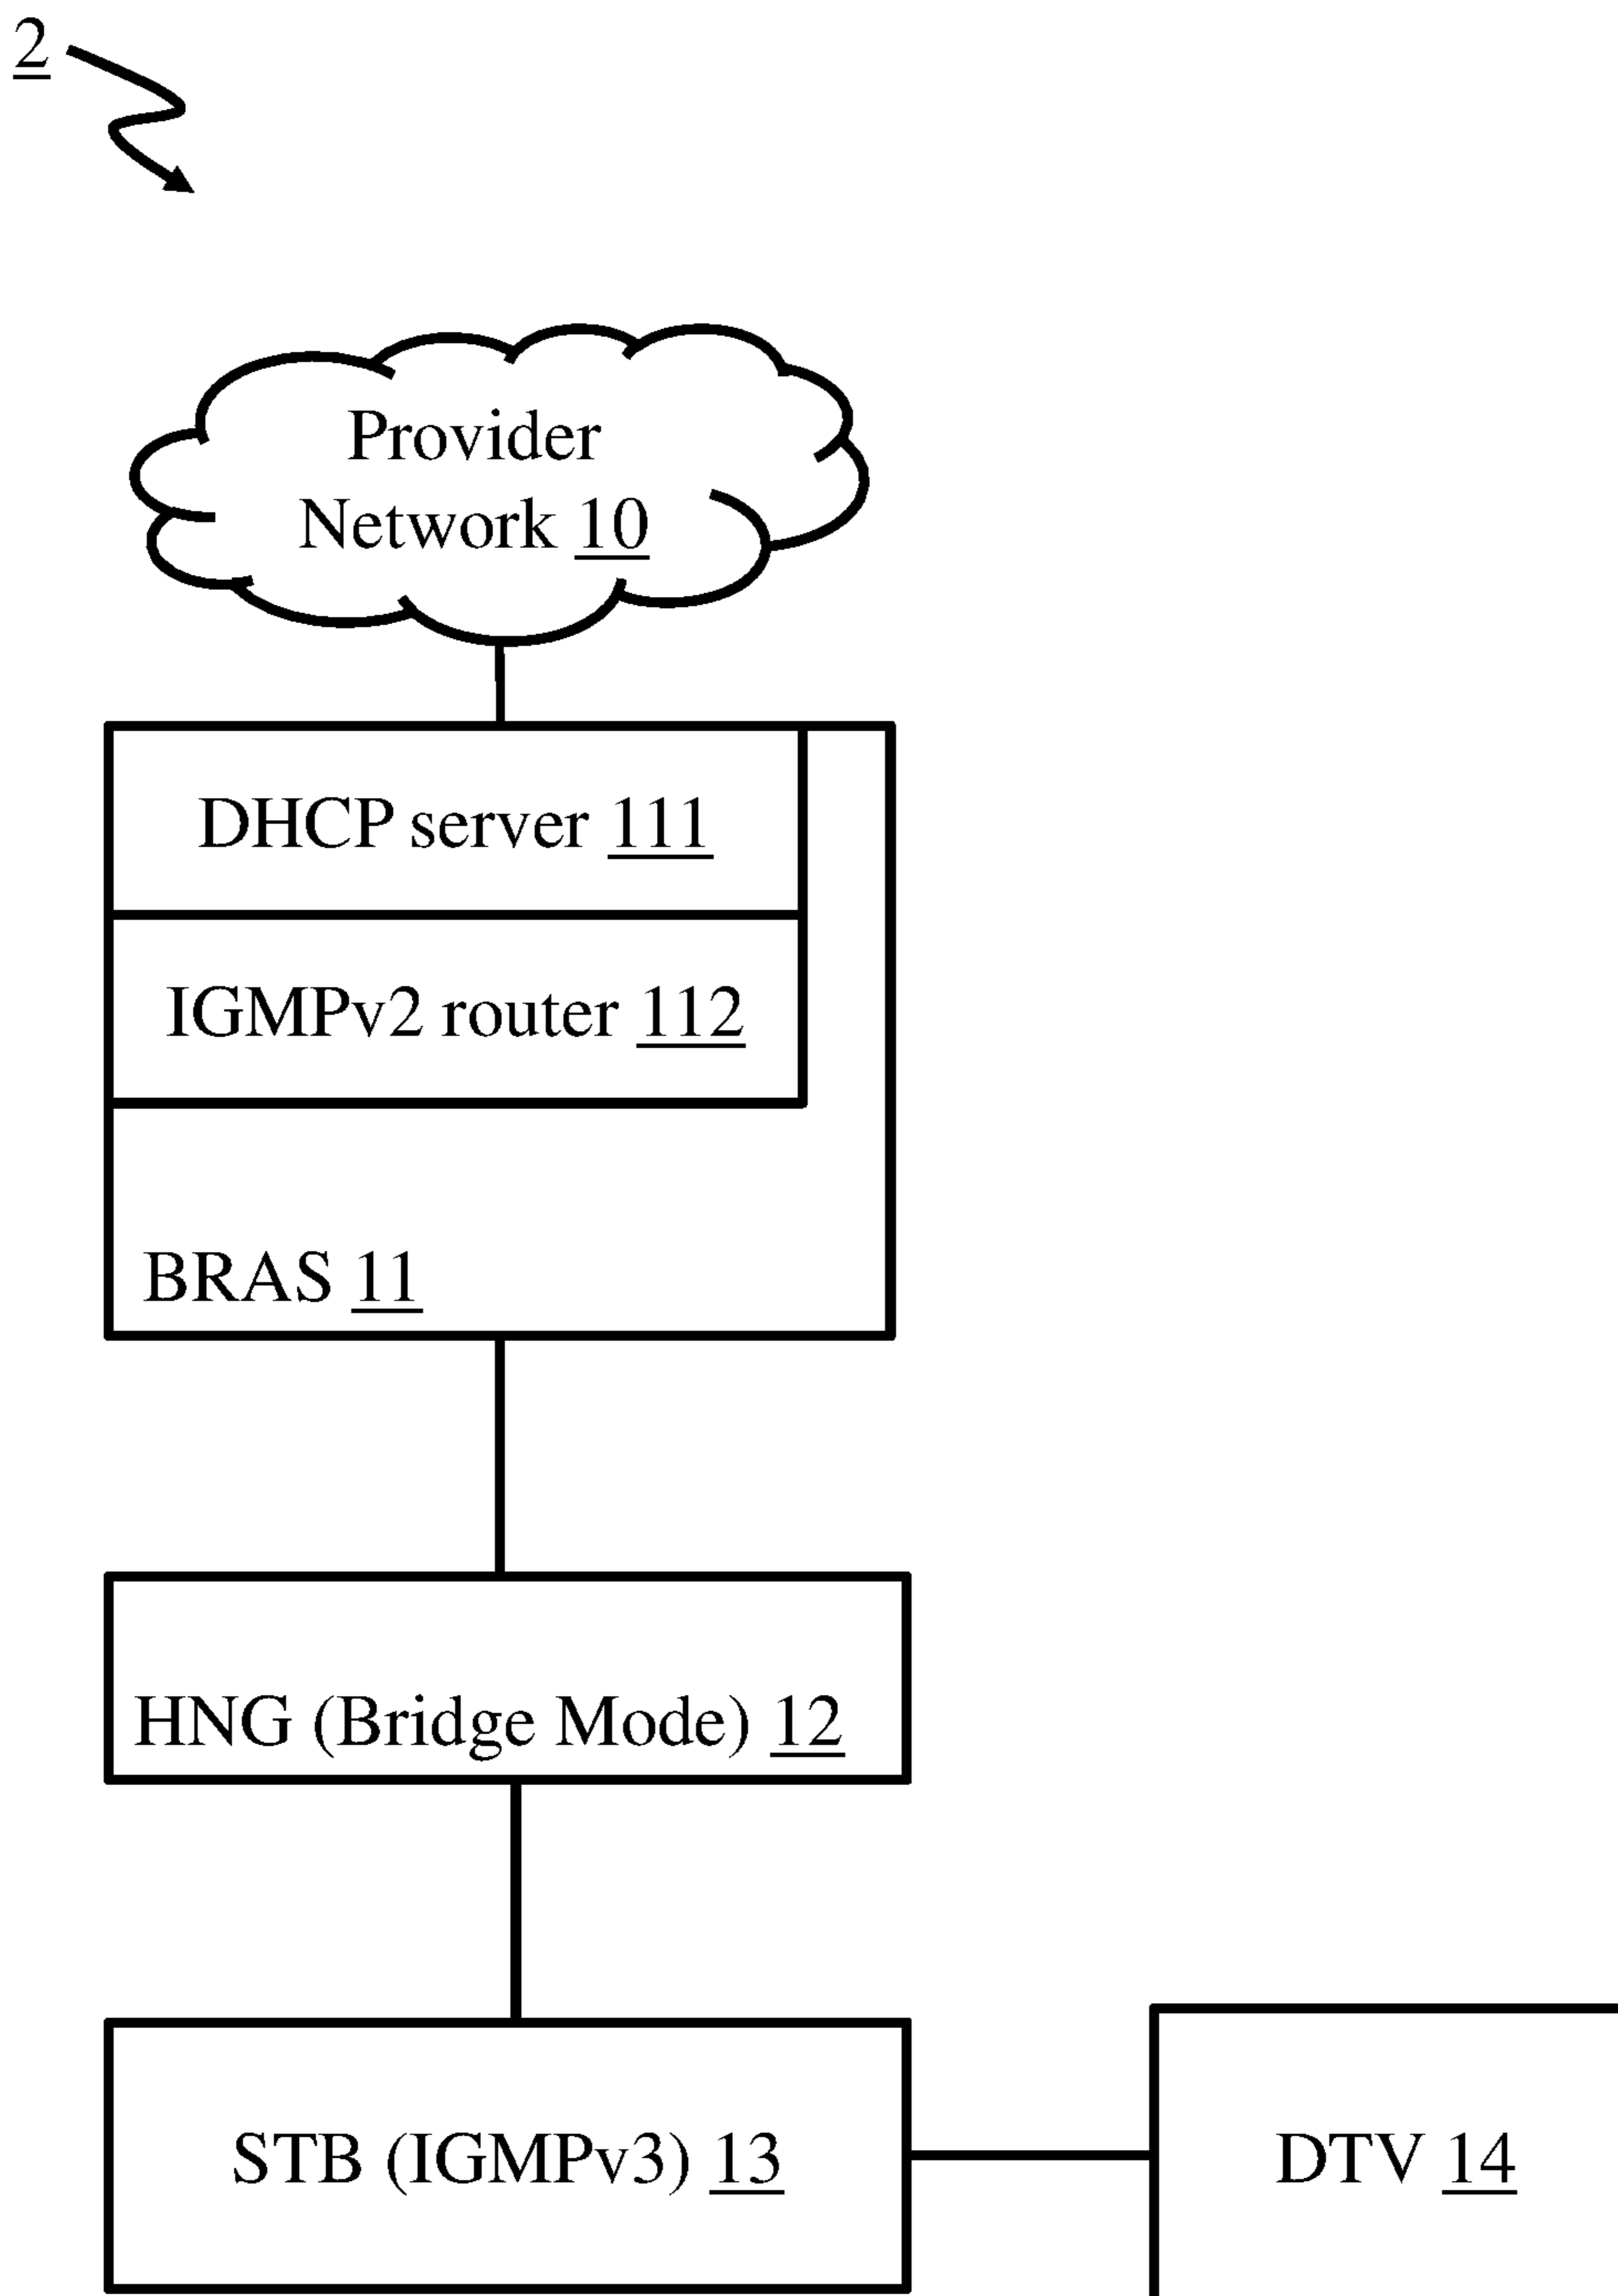 2
Provider
Network 10
DHCP server 111
IGMPv2 router 112
BRAS 11
HNG (Bridge Mode) 12
STB (IGMPv3) 13
DTV 14